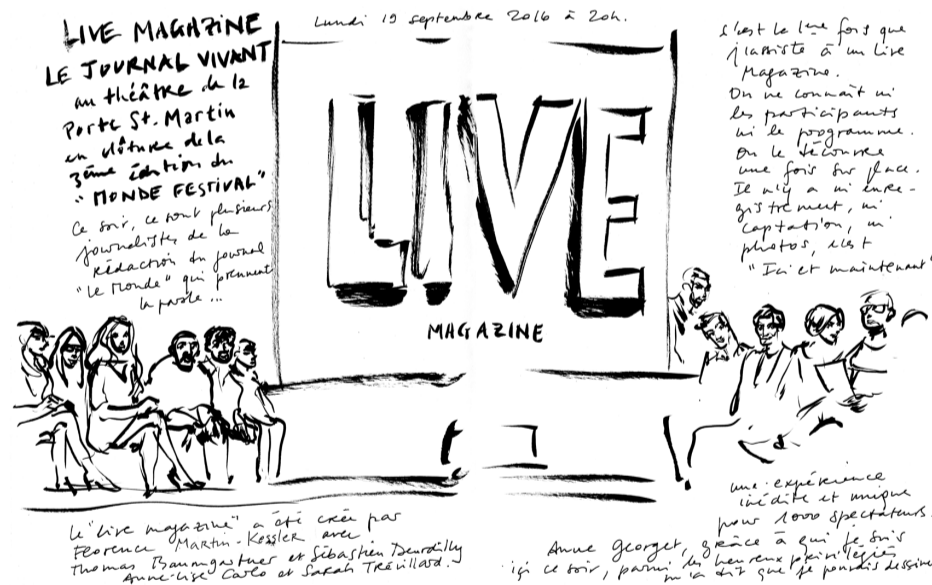 Lundi 19 septembre 2016 à 20h.
LIVE MAGAZINE
LE JOURNAL VIVANT
au théâtre de la
Porte St. Martin
en clôture de la
3ème édition du
"MONDE FESTIVAL"
Ce soir, ce sont plusieurs
journalistes de la
rédaction du journal
"Le Monde" qui prennent
la parole...
LIVE
MAGAZINE
c'est la 1ère fois que
j'assiste à un Live
Magazine.
On ne connaît ni
les participants
ni le programme.
On le découvre
une fois sur place.
Il n'y a ni enre-
gistrement, ni
captation, ni
photos, c'est
"Ici et maintenant"
une expérience
inédite et unique
pour 1000 spectateurs.
Le "live magazine" a été créé par
Florence Martin-Kessler avec
Thomas Baumgartner et Sébastien Deurdilly
Anne-Lise Carlo et Sarah Trévillard.
Anne Georget, grâce à qui je suis
ici ce soir, parmi les heureux privilégiés
m'a dit que je pouvais dessiner